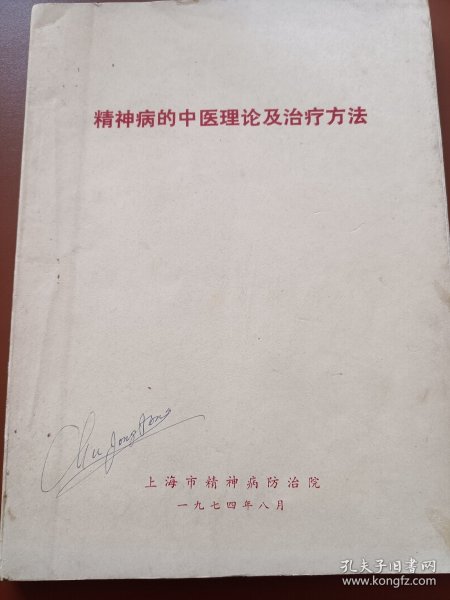 精神病的中医理论及治疗方法
上海市精神病防治院
一九七四年八月
孔夫子旧书网
www.kongfz.com